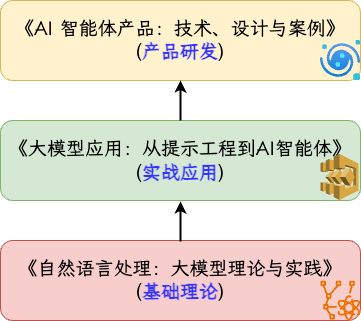 《AI 智能体产品：技术、设计与案例》
(产品研发)
《大模型应用：从提示工程到AI智能体》
(实战应用)
《自然语言处理：大模型理论与实践》
(基础理论)